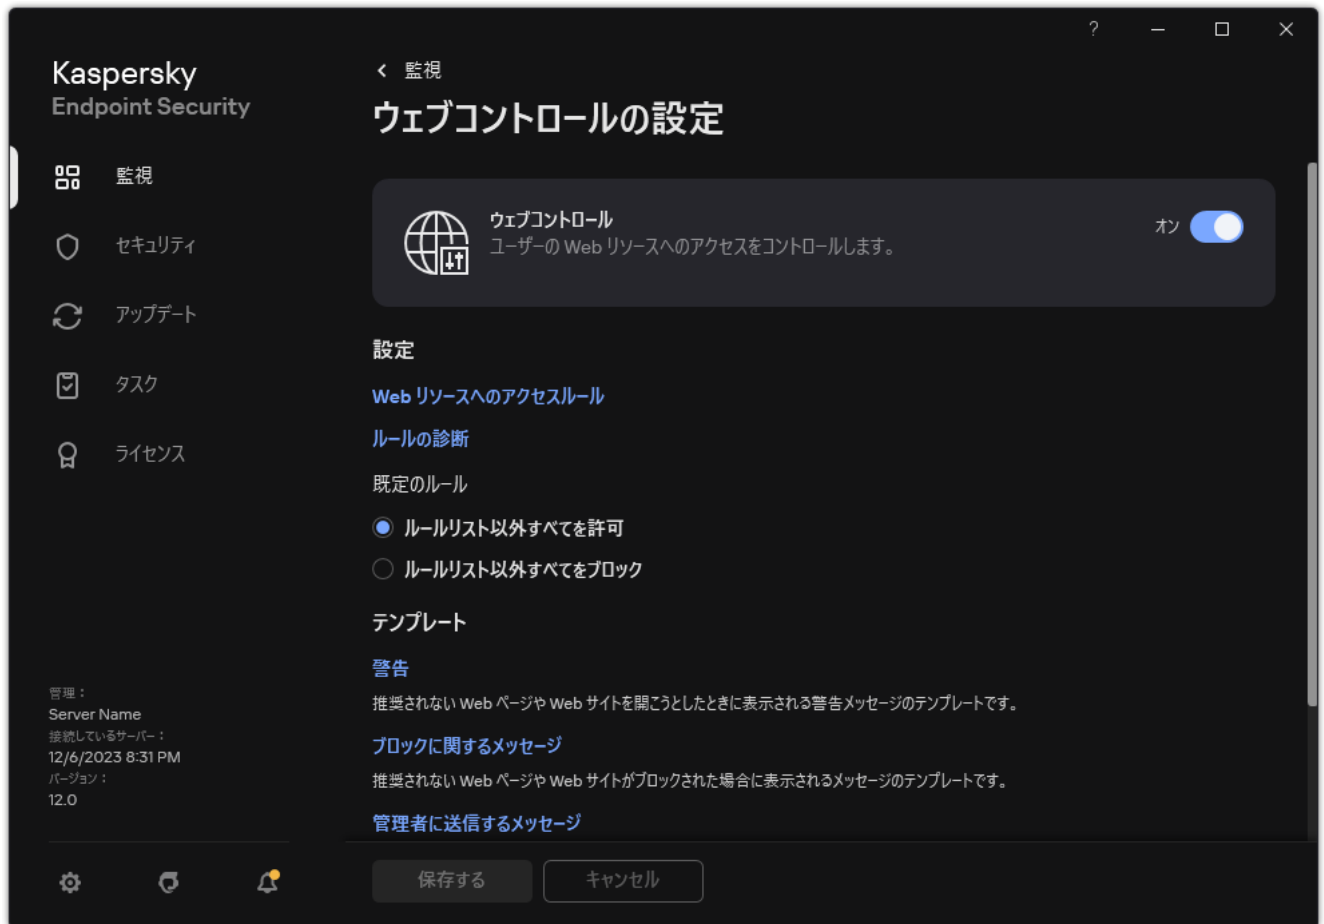 Kaspersky
Endpoint Security
監視
セキュリティ
アップデート
タスク
ライセンス
管理：
Server Name
接続しているサーバー：
12/6/2023 8:31 PM
バージョン：
12.0
?
監視
ウェブコントロールの設定
ウェブコントロール
ユーザーの Web リソースへのアクセスをコントロールします。
オン
設定
Web リソースへのアクセスルール
ルールの診断
既定のルール
ルールリスト以外すべてを許可
ルールリスト以外すべてをブロック
テンプレート
警告
推奨されない Web ページや Web サイトを開こうとしたときに表示される警告メッセージのテンプレートです。
ブロックに関するメッセージ
推奨されない Web ページや Web サイトがブロックされた場合に表示されるメッセージのテンプレートです。
管理者に送信するメッセージ
保存する
キャンセル